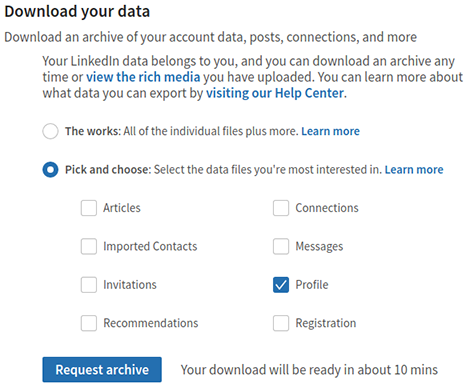 Download your data
Download an archive of your account data, posts, connections, and more
Your LinkedIn data belongs to you, and you can download an archive any
time or view the rich media you have uploaded. You can learn more about
what data you can export by visiting our Help Center.
The works: All of the individual files plus more. Learn more
Pick and choose: Select the data files you're most interested in. Learn more
Articles
Connections
Imported Contacts
Messages
Invitations
Profile
Recommendations
Registration
Request archive
Your download will be ready in about 10 mins